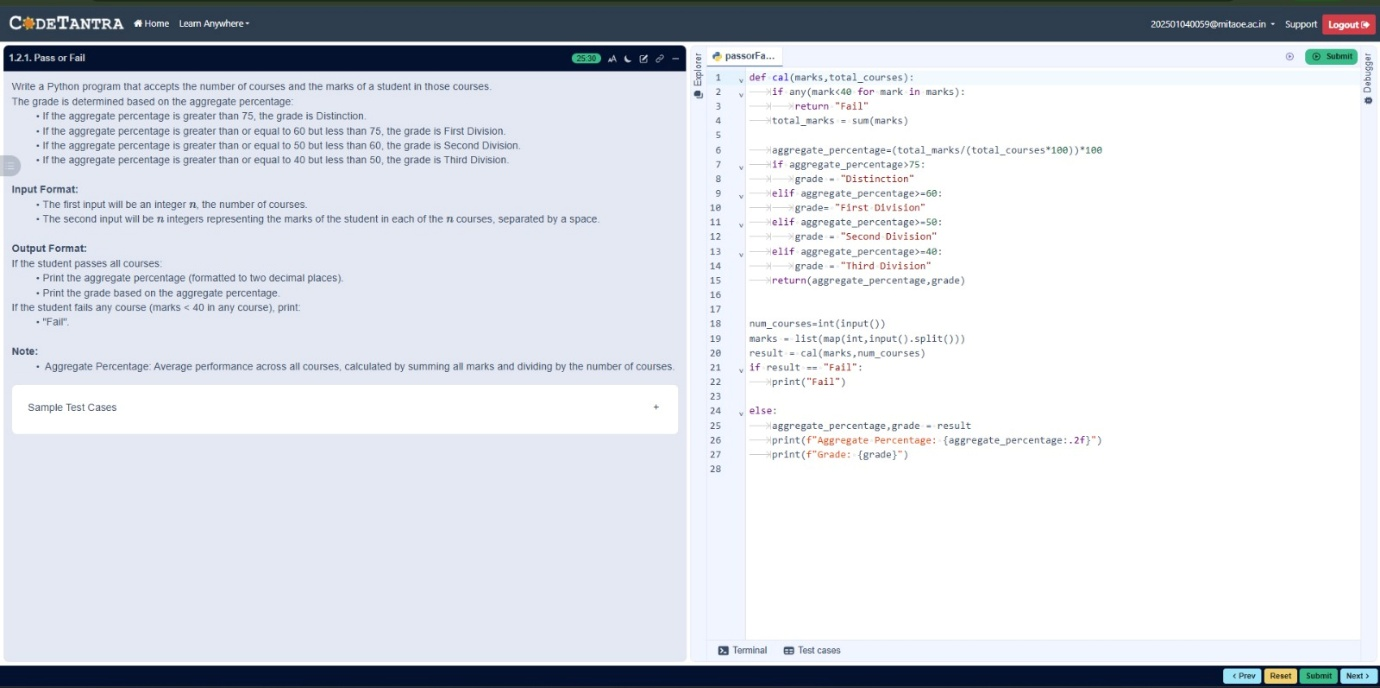 CODETANTRA Home Learn Anywhere 202501040059@mitaoe.ac.in Support Logout
1.2.1. Pass or Fail 25:30 AA
Write a Python program that accepts the number of courses and the marks of a student in those courses.
The grade is determined based on the aggregate percentage:
• If the aggregate percentage is greater than 75, the grade is Distinction.
• If the aggregate percentage is greater than or equal to 60 but less than 75, the grade is First Division.
• If the aggregate percentage is greater than or equal to 50 but less than 60, the grade is Second Division.
• If the aggregate percentage is greater than or equal to 40 but less than 50, the grade is Third Division.
Input Format:
• The first input will be an integer n, the number of courses.
• The second input will be n integers representing the marks of the student in each of the n courses, separated by a space.
Output Format:
If the student passes all courses:
• Print the aggregate percentage (formatted to two decimal places).
• Print the grade based on the aggregate percentage.
If the student fails any course (marks < 40 in any course), print:
• "Fail".
Note:
• Aggregate Percentage: Average performance across all courses, calculated by summing all marks and dividing by the number of courses.
Sample Test Cases +
Explorer
passorFa...
Submit
Debugger
1 def cal(marks,total_courses):
2 if any(mark<40 for mark in marks):
3 return "Fail"
4 total_marks = sum(marks)
5
6 aggregate_percentage=(total_marks/(total_courses*100))*100
7 if aggregate_percentage>75:
8 grade = "Distinction"
9 elif aggregate_percentage>=60:
10 grade= "First Division"
11 elif aggregate_percentage>=50:
12 grade = "Second Division"
13 elif aggregate_percentage>=40:
14 grade = "Third Division"
15 return(aggregate_percentage,grade)
16
17
18 num_courses=int(input())
19 marks = list(map(int,input().split()))
20 result = cal(marks,num_courses)
21 if result == "Fail":
22 print("Fail")
23
24 else:
25 aggregate_percentage,grade = result
26 print(f"Aggregate Percentage: {aggregate_percentage:.2f}")
27 print(f"Grade: {grade}")
28
Terminal Test cases
< Prev Reset Submit Next >